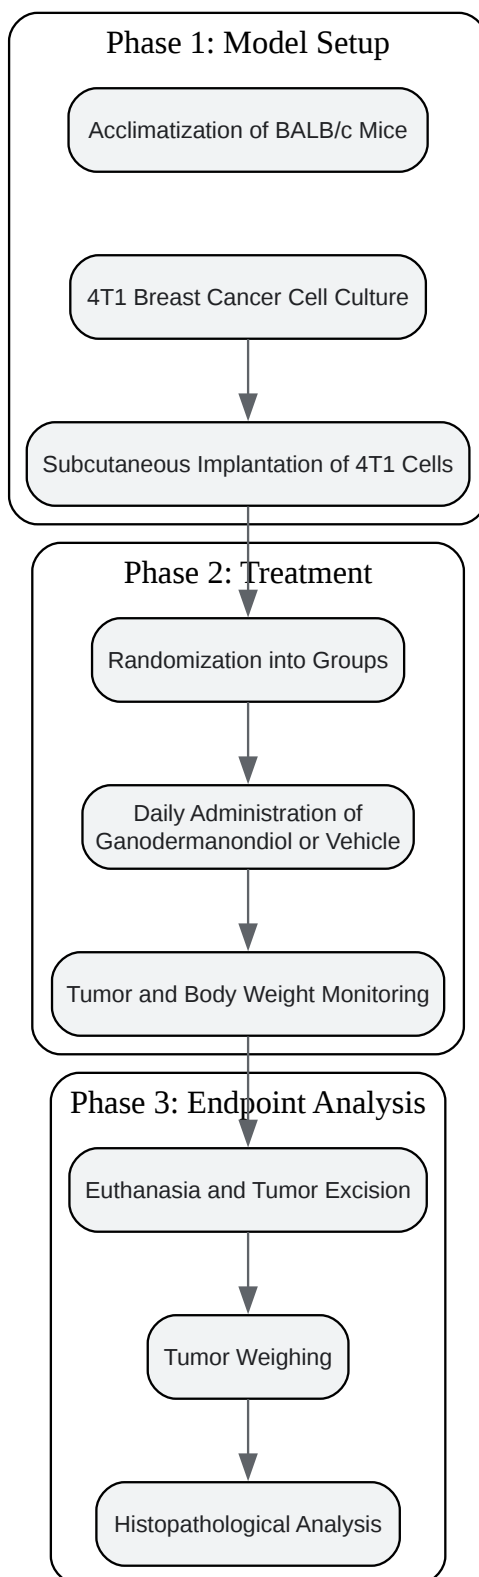 Phase 1: Model Setup
Acclimatization of BALB/c Mice
4T1 Breast Cancer Cell Culture
Subcutaneous Implantation of 4T1 Cells
Phase 2: Treatment
Randomization into Groups
Daily Administration of
Ganodermanondiol or Vehicle
Tumor and Body Weight Monitoring
Phase 3: Endpoint Analysis
Euthanasia and Tumor Excision
Tumor Weighing
Histopathological Analysis